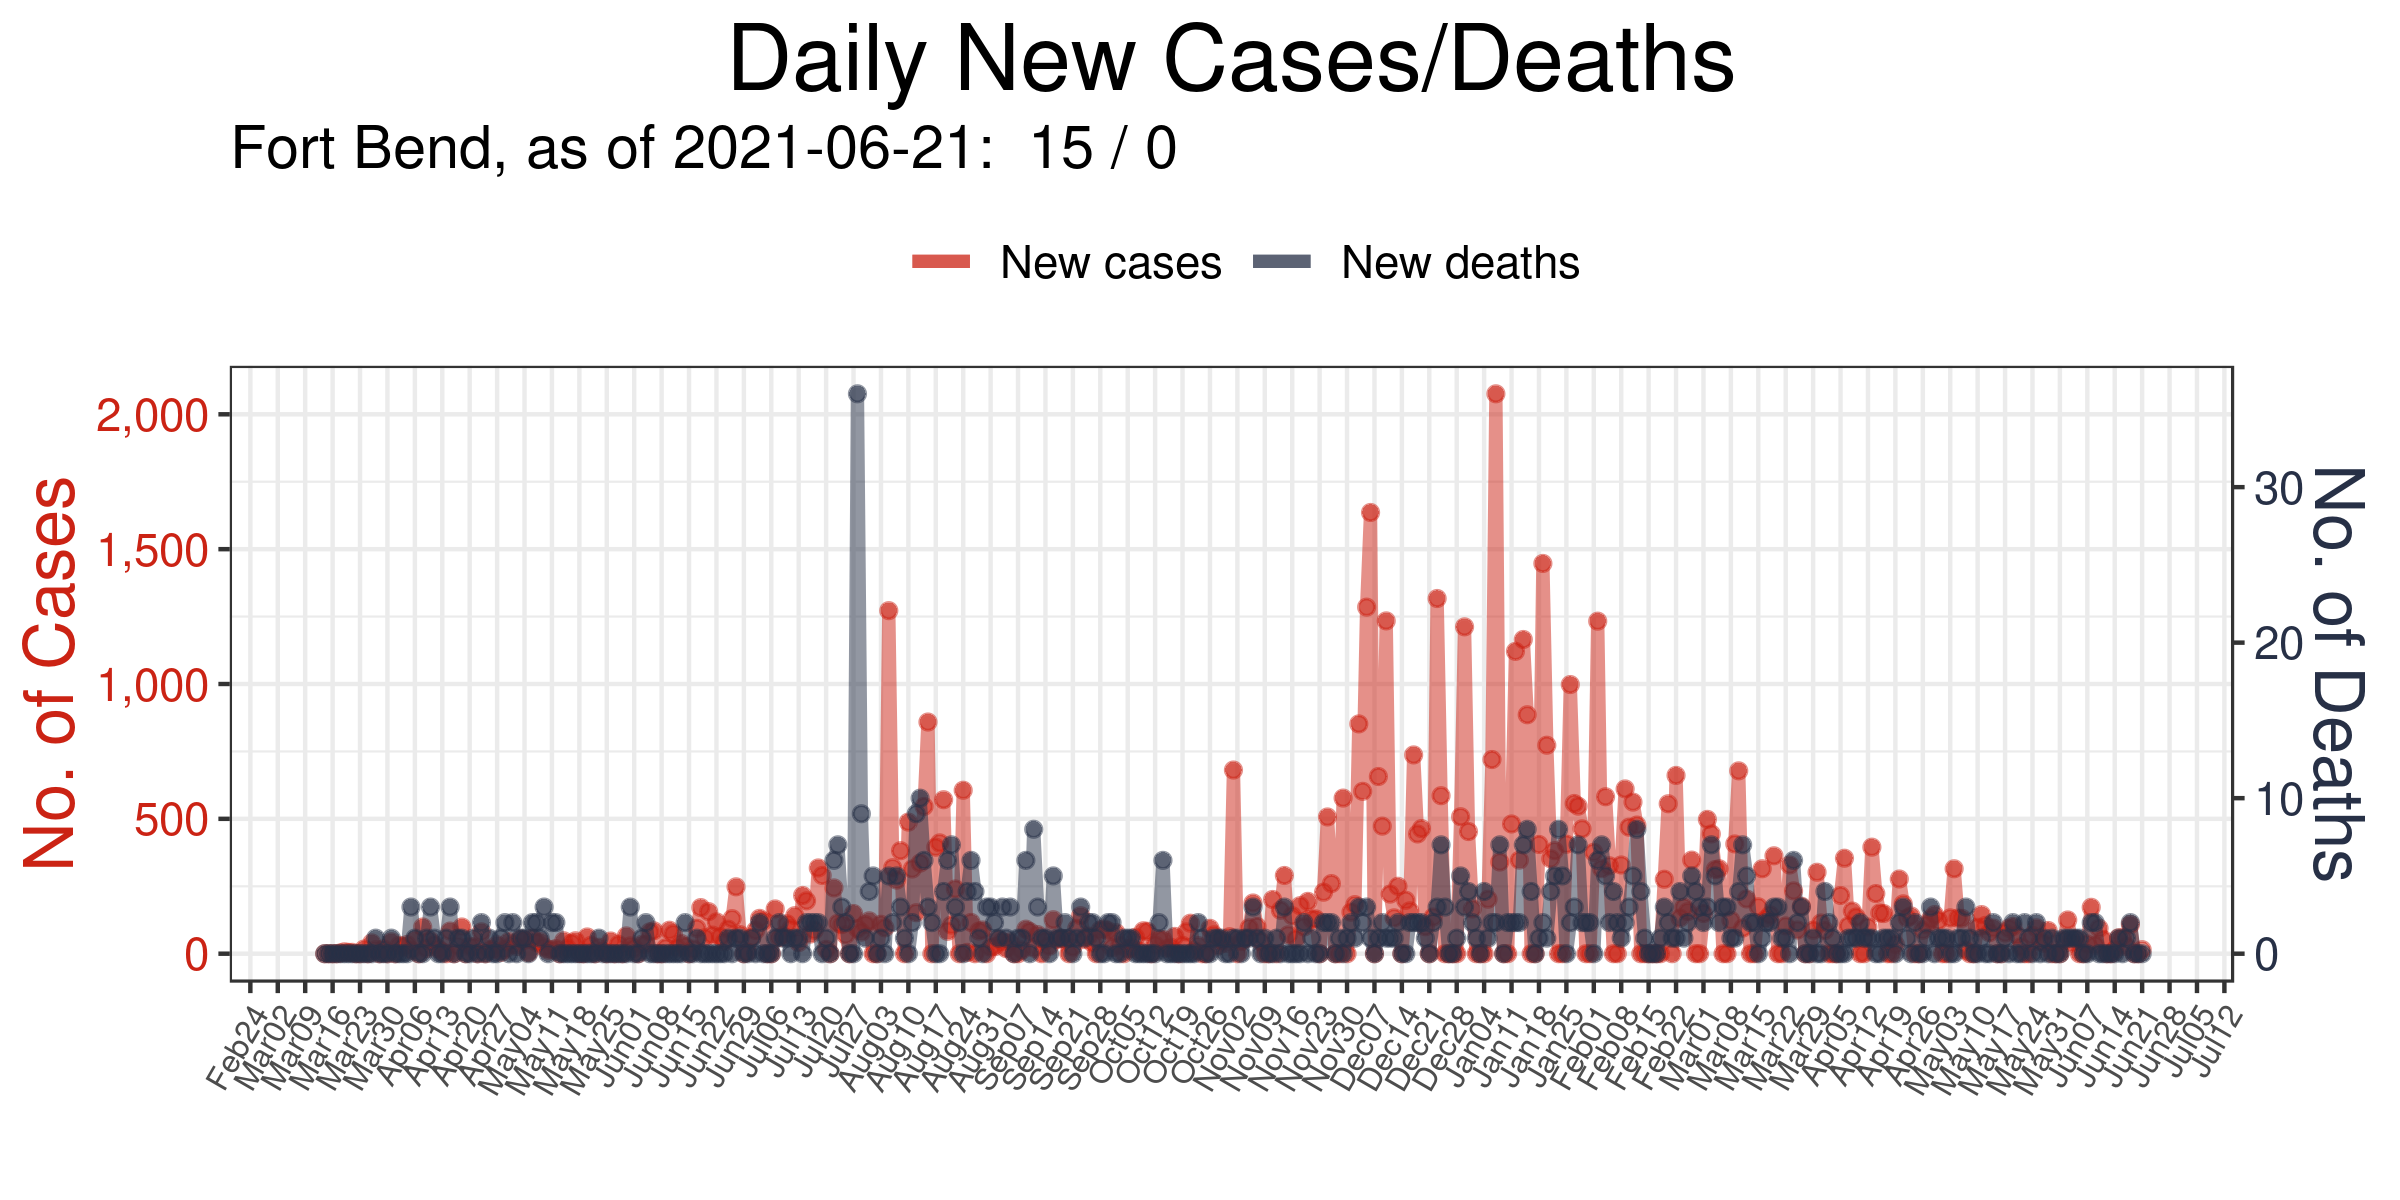 Daily New Cases/Deaths
Fort Bend, as of 2021-06-21:  15 / 0
New cases
New deaths
No. of Cases
2,000
1,500
1,000
500
0
30
20
10
0
No. of Deaths
Feb24
Mar02
Mar09
Mar16
Mar23
Mar30
Apr06
Apr13
Apr20
Apr27
May04
May11
May18
May25
Jun01
Jun08
Jun15
Jun22
Jun29
Jul06
Jul13
Jul20
Jul27
Aug03
Aug10
Aug17
Aug24
Aug31
Sep07
Sep14
Sep21
Sep28
Oct05
Oct12
Oct19
Oct26
Nov02
Nov09
Nov16
Nov23
Nov30
Dec07
Dec14
Dec21
Dec28
Jan04
Jan11
Jan18
Jan25
Feb01
Feb08
Feb15
Feb22
Mar01
Mar08
Mar15
Mar22
Mar29
Apr05
Apr12
Apr19
Apr26
May03
May10
May17
May24
May31
Jun07
Jun14
Jun21
Jun28
Jul05
Jul12